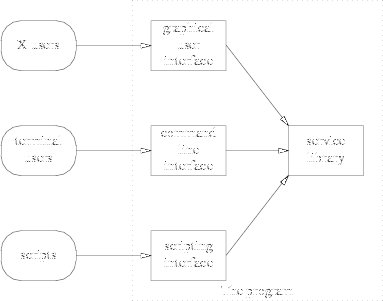 X users
graphical
user
interface
terminal
users
command
line
interface
service
library
scripts
scripting
interface
The program